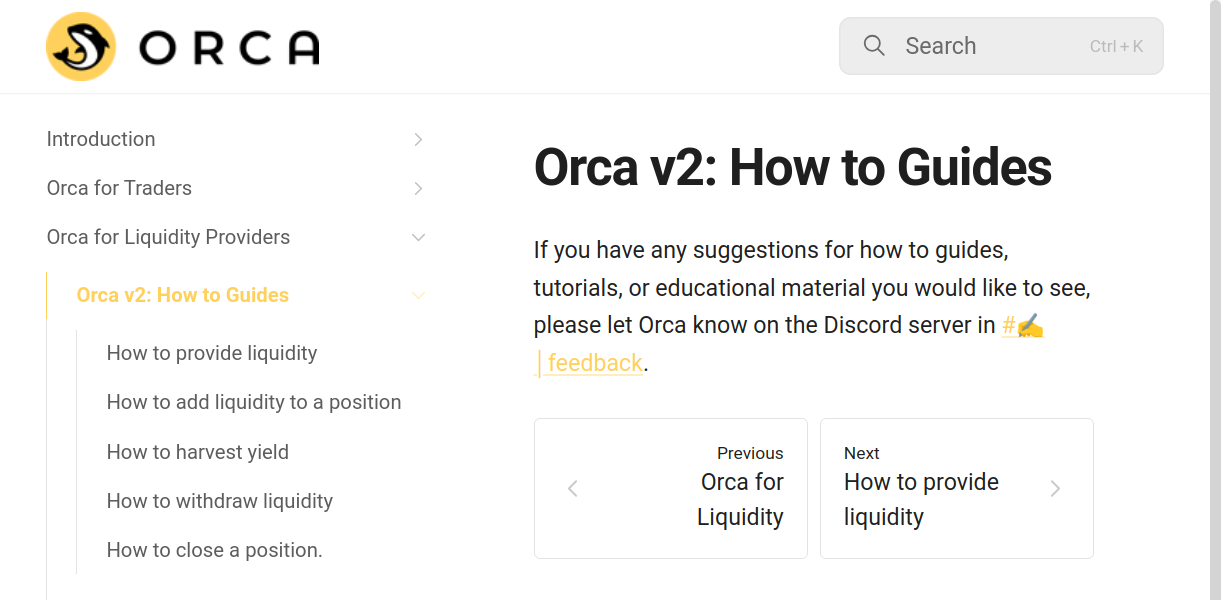 ORCA
Search
Ctrl + K
Introduction
Orca for Traders
Orca for Liquidity Providers
Orca v2: How to Guides
How to provide liquidity
How to add liquidity to a position
How to harvest yield
How to withdraw liquidity
How to close a position.
Orca v2: How to Guides
If you have any suggestions for how to guides,
tutorials, or educational material you would like to see,
please let Orca know on the Discord server in #✍️
│feedback.
Previous
Orca for
Liquidity
Next
How to provide
liquidity